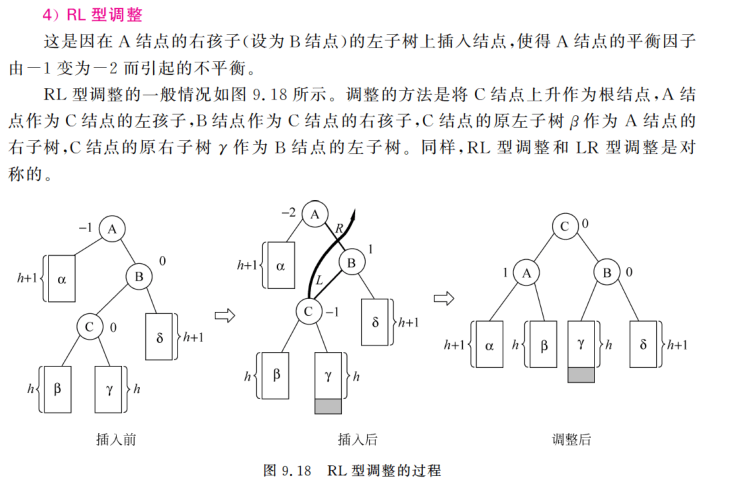 4）RL 型调整
这是因在 A 结点的右孩子(设为 B 结点)的左子树上插入结点,使得 A 结点的平衡因子
由－1 变为－2 而引起的不平衡。
RL 型调整的一般情况如图 9.18 所示。调整的方法是将 C 结点上升作为根结点,A 结
点作为 C 结点的左孩子,B 结点作为 C 结点的右孩子,C 结点的原左子树 β 作为 A 结点的
右子树,C 结点的原右子树 γ 作为 B 结点的左子树。同样,RL 型调整和 LR 型调整是对
称的。
－1 A
h+1 α
B 0
C 0
δ h+1
h β
γ h
插入前
－2 A
R
h+1 α
B 1
L
C －1
δ h+1
h β
γ h
插入后
C 0
1 A
B 0
h+1 α
h β
γ h
δ h+1
调整后
图 9.18 RL 型调整的过程